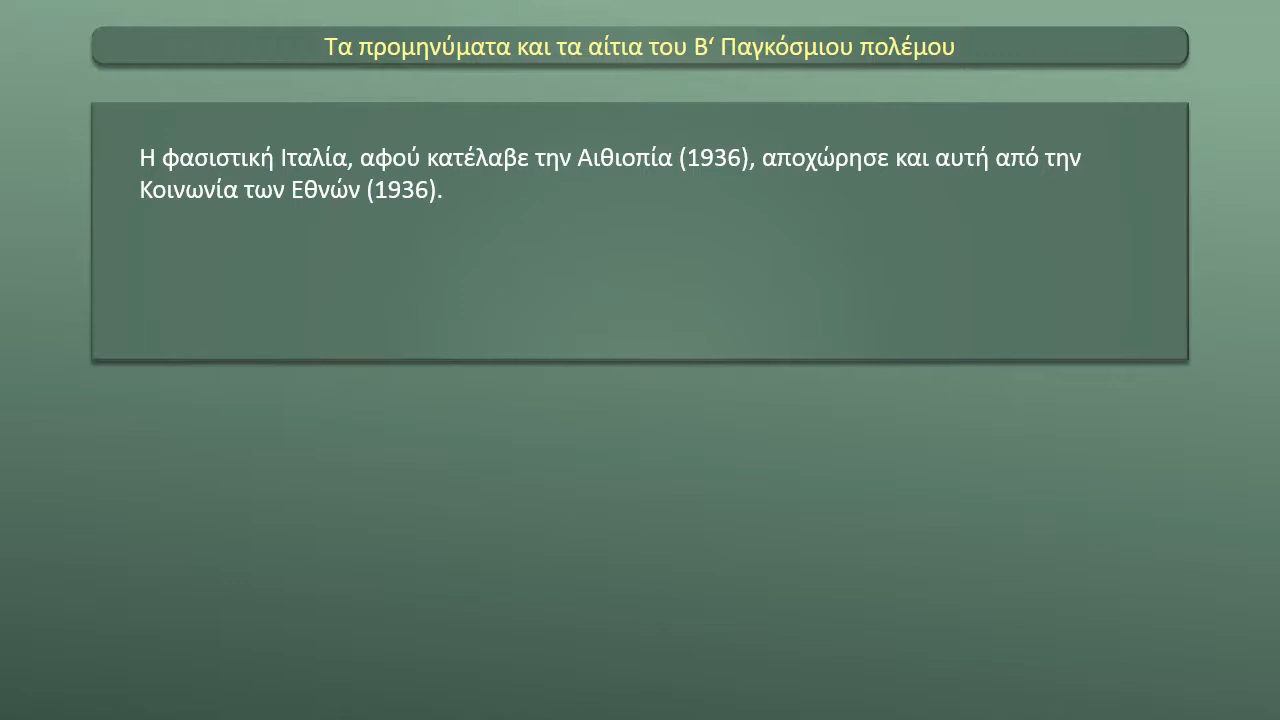 Τα προμηνύματα και τα αίτια του Β‘ Παγκόσμιου πολέμου
Η φασιστική Ιταλία, αφού κατέλαβε την Αιθιοπία (1936), αποχώρησε και αυτή από την
Κοινωνία των Εθνών (1936).